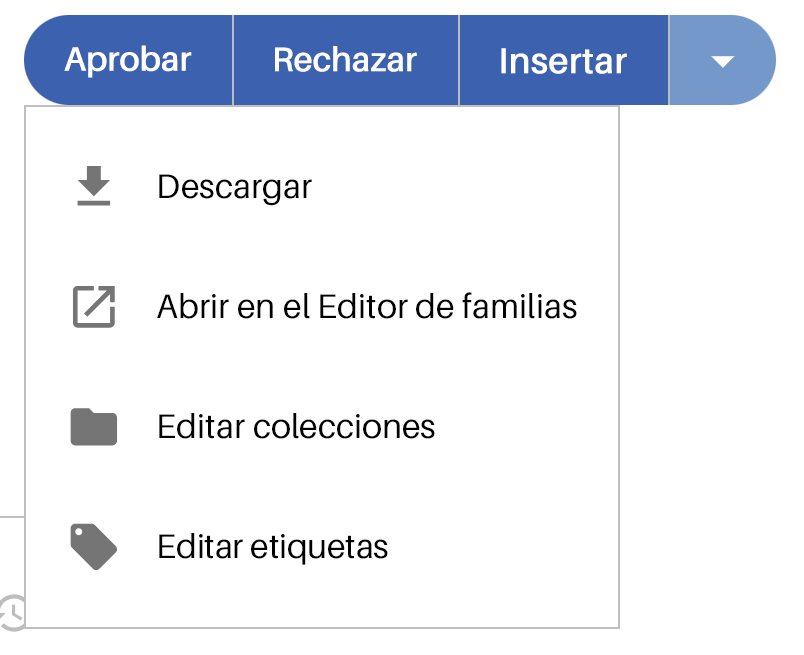 Aprobar Rechazar Insertar
Descargar
Abrir en el Editor de familias
Editar colecciones
Editar etiquetas